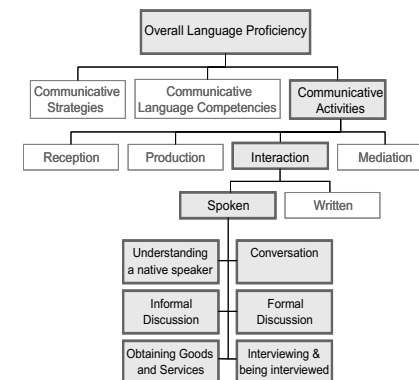 Overall Language Proficiency
Communicative
Strategies
Communicative
Language Competencies
Communicative
Activities
Reception
Production
Interaction
Mediation
Spoken
Written
Understanding
a native speaker
Conversation
Informal
Discussion
Formal
Discussion
Obtaining Goods
and Services
Interviewing &
being interviewed